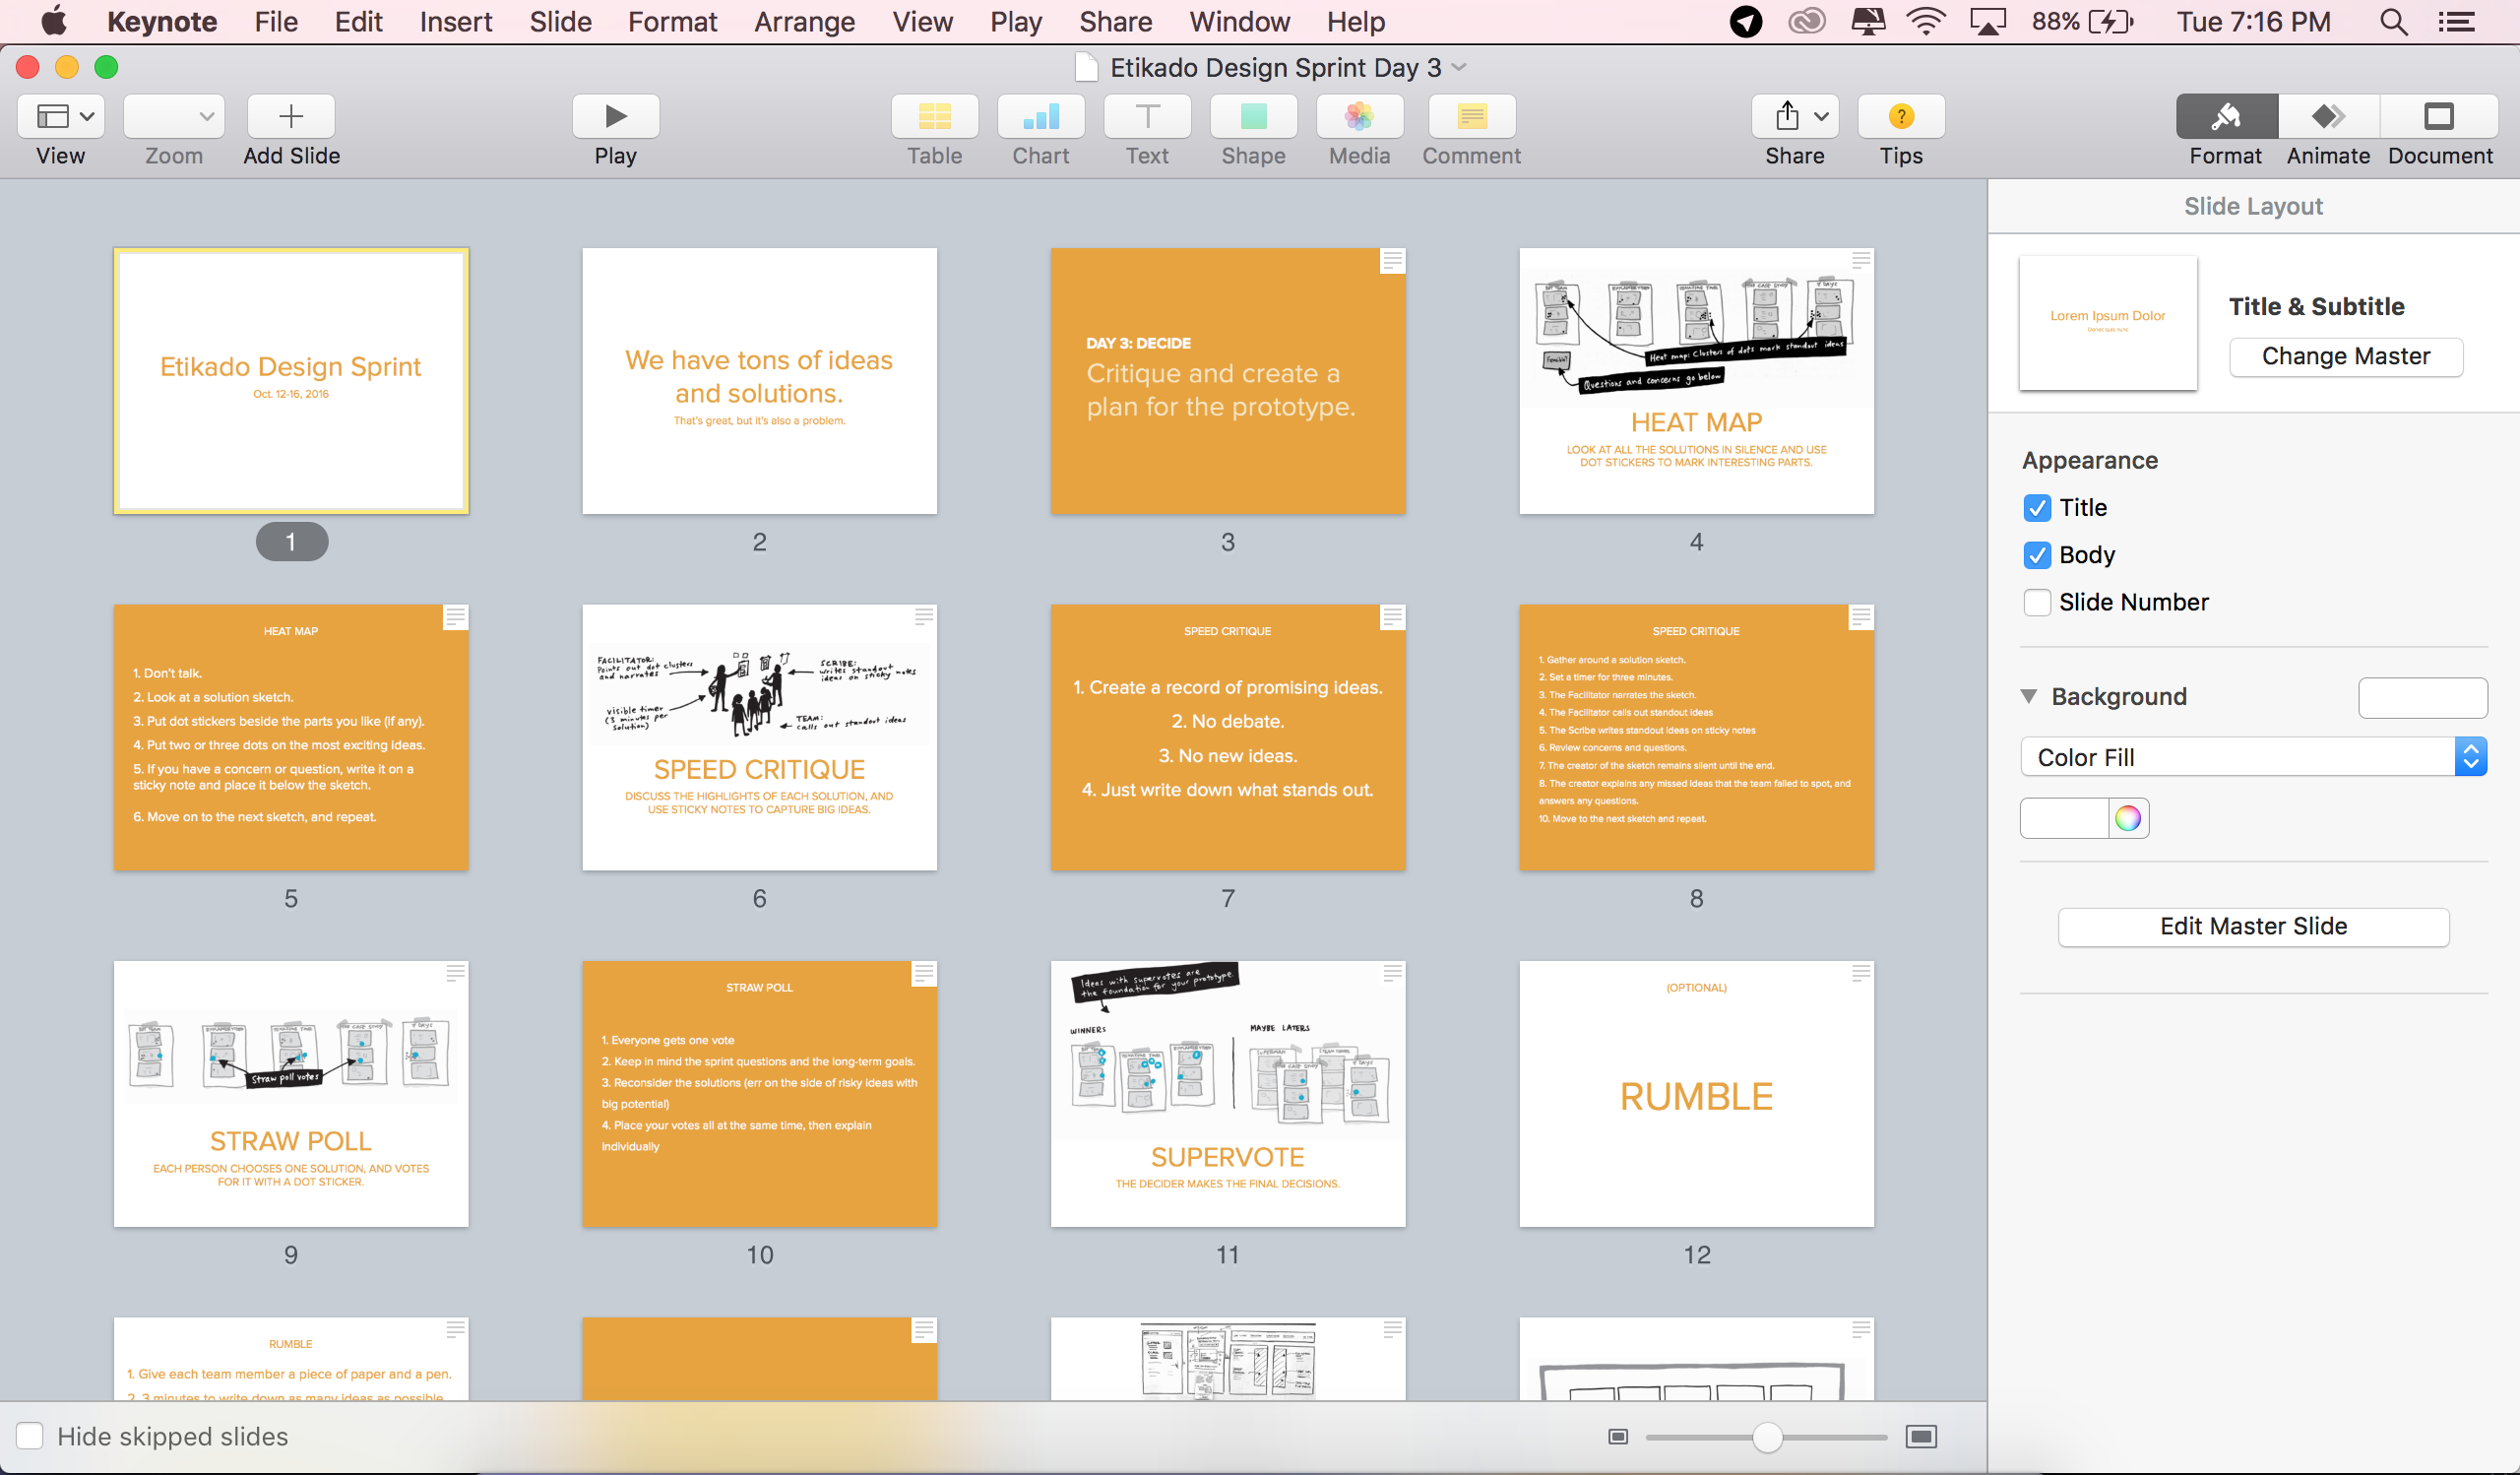 Keynote File Edit Insert Slide Format Arrange View Play Share Window Help 88% Tue 7:16 PM
Etikado Design Sprint Day 3
View Zoom Add Slide Play Table Chart Text Shape Media Comment Share Tips Format Animate Document
Etikado Design Sprint
Oct. 12-16, 2016
1
We have tons of ideas
and solutions.
That's great, but it's also a problem.
2
DAY 3: DECIDE
Critique and create a
plan for the prototype.
3
Heat map: Clusters of dots mark standout ideas
Questions and concerns go below
HEAT MAP
LOOK AT ALL THE SOLUTIONS IN SILENCE AND USE
DOT STICKERS TO MARK INTERESTING PARTS.
4
HEAT MAP
1. Don't talk.
2. Look at a solution sketch.
3. Put dot stickers beside the parts you like (if any).
4. Put two or three dots on the most exciting ideas.
5. If you have a concern or question, write it on a
sticky note and place it below the sketch.
6. Move on to the next sketch, and repeat.
5
FACILITATOR:
Points out dot clusters
and narrates
SCRIBE:
writes standout
ideas on sticky notes
visible timer
(3 minutes per
solution)
TEAM:
calls out standout ideas
SPEED CRITIQUE
DISCUSS THE HIGHLIGHTS OF EACH SOLUTION, AND
USE STICKY NOTES TO CAPTURE BIG IDEAS.
6
SPEED CRITIQUE
1. Create a record of promising ideas.
2. No debate.
3. No new ideas.
4. Just write down what stands out.
7
SPEED CRITIQUE
1. Gather around a solution sketch.
2. Set a timer for three minutes.
3. The Facilitator narrates the sketch.
4. The Facilitator calls out standout ideas
5. The Scribe writes standout ideas on sticky notes
6. Review concerns and questions.
7. The creator of the sketch remains silent until the end.
8. The creator explains any missed ideas that the team failed to spot, and
answers any questions.
10. Move to the next sketch and repeat.
8
Straw poll votes
STRAW POLL
EACH PERSON CHOOSES ONE SOLUTION, AND VOTES
FOR IT WITH A DOT STICKER.
9
STRAW POLL
1. Everyone gets one vote
2. Keep in mind the sprint questions and the long-term goals.
3. Reconsider the solutions (err on the side of risky ideas with
big potential)
4. Place your votes all at the same time, then explain
individually
10
Ideas with supervotes are
the foundation for your prototype.
WINNERS
MAYBE LATERS
SUPERVOTE
THE DECIDER MAKES THE FINAL DECISIONS.
11
(OPTIONAL)
RUMBLE
12
RUMBLE
1. Give each team member a piece of paper and a pen.
2. 3 minutes to write down as many ideas as possible
Hide skipped slides
Slide Layout
Lorem Ipsum Dolor
Title & Subtitle
Change Master
Appearance
Title
Body
Slide Number
Background
Color Fill
Edit Master Slide